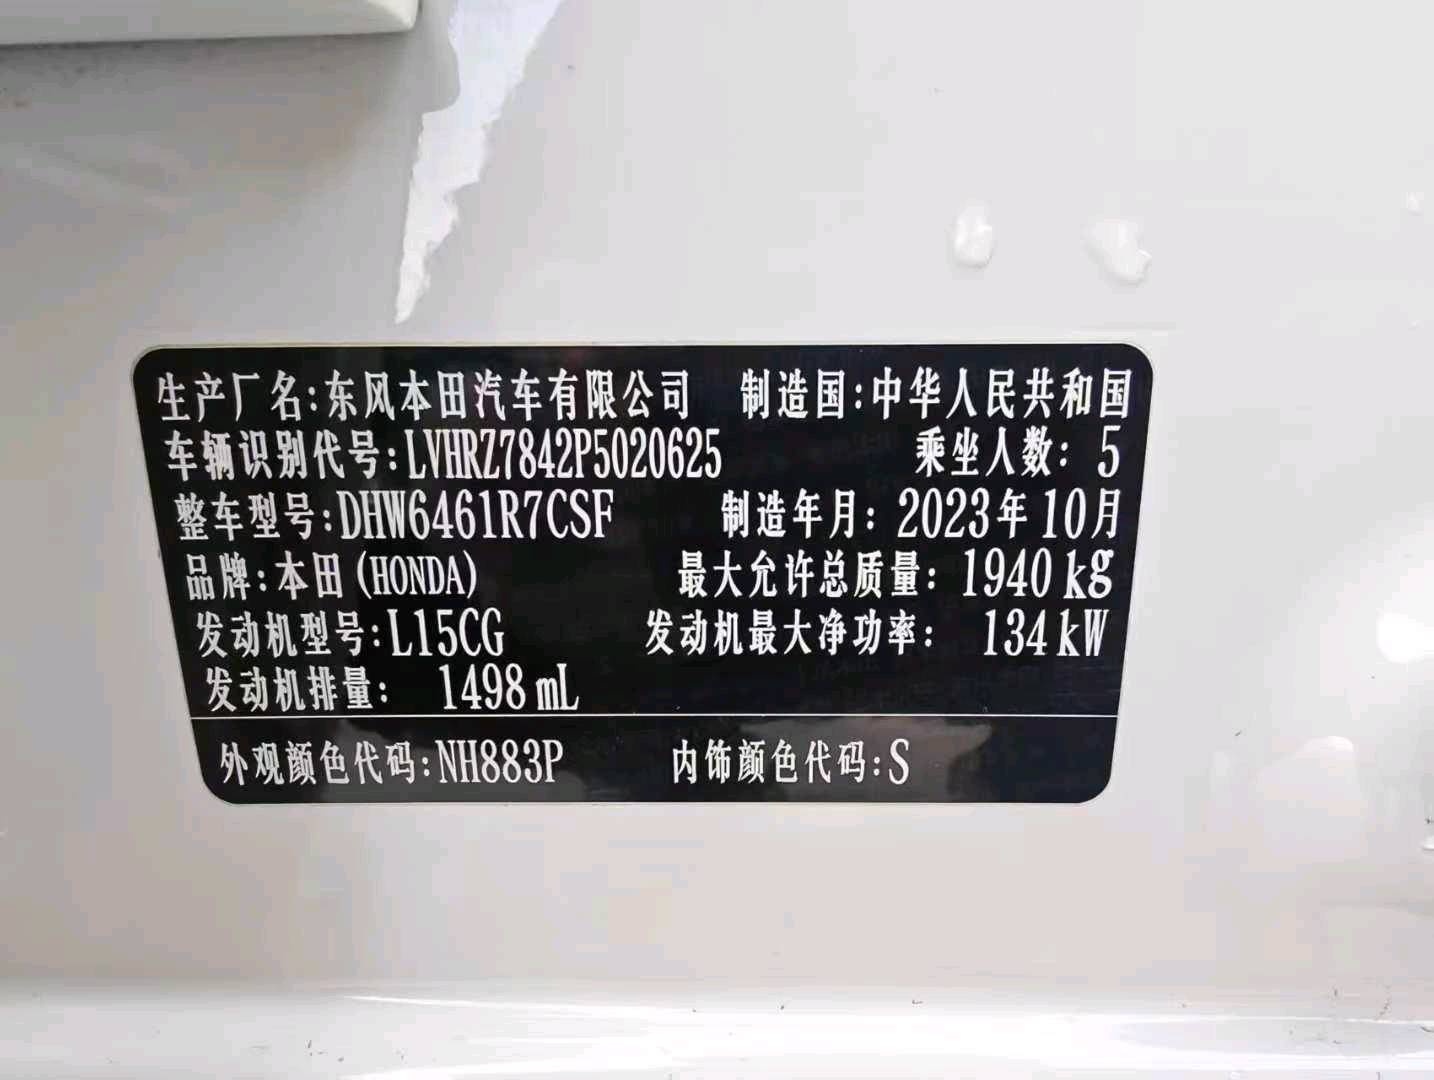 生产厂名:东风本田汽车有限公司 制造国:中华人民共和国
车辆识别代号:LVHRZ7842P5020625 乘坐人数: 5
整车型号:DHW6461R7CSF 制造年月: 2023年10月
品牌:本田(HONDA) 最大允许总质量: 1940 kg
发动机型号:L15CG 发动机最大净功率: 134 kW
发动机排量: 1498 mL
外观颜色代码:NH883P 内饰颜色代码:S